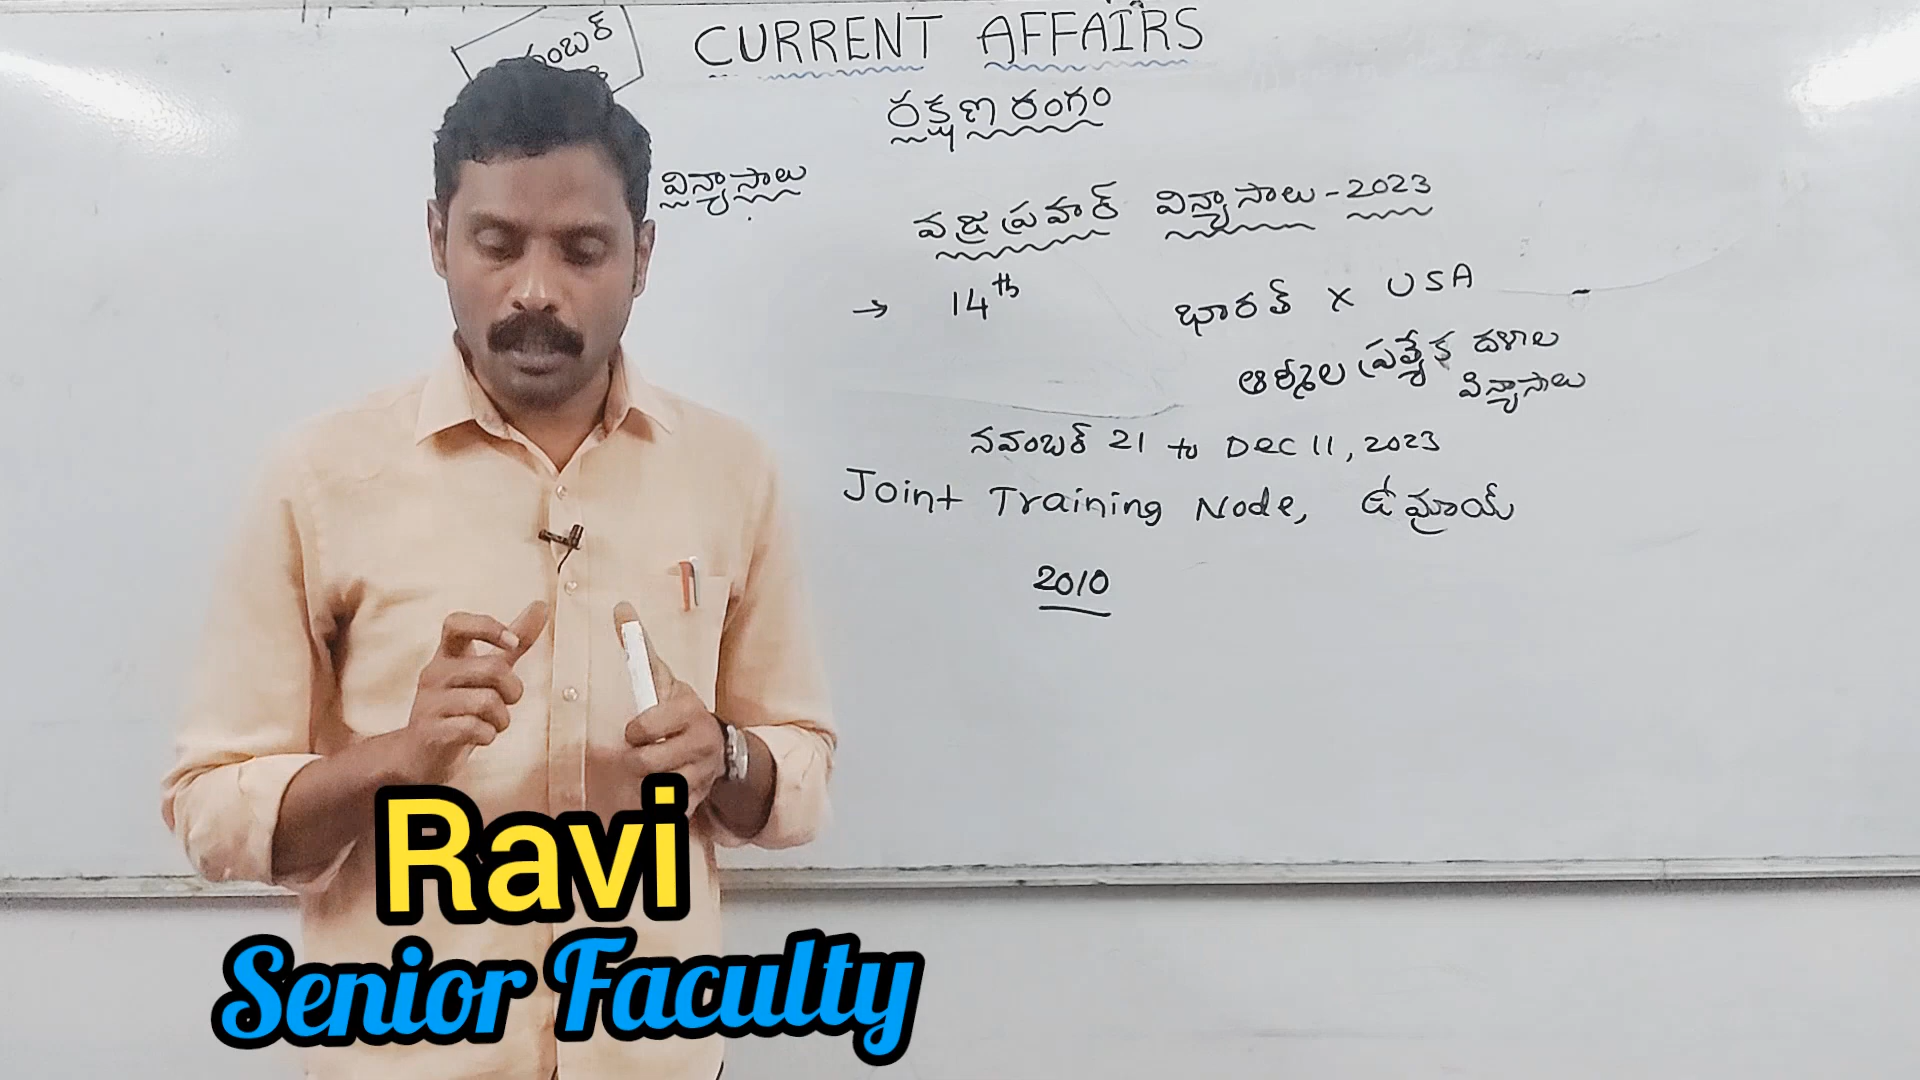 CURRENT AFFAIRS
రక్షణ రంగం
విన్యాసాలు
వజ్ర ప్రహార్ విన్యాసాలు - 2023
→ 14th భారత్ x USA -
ఆర్మీల ప్రత్యేక దళాల
విన్యాసాలు
నవంబర్ 21 to Dec 11, 2023
Joint Training Node, ఉమ్రాయ్
2010
Ravi
Senior Faculty